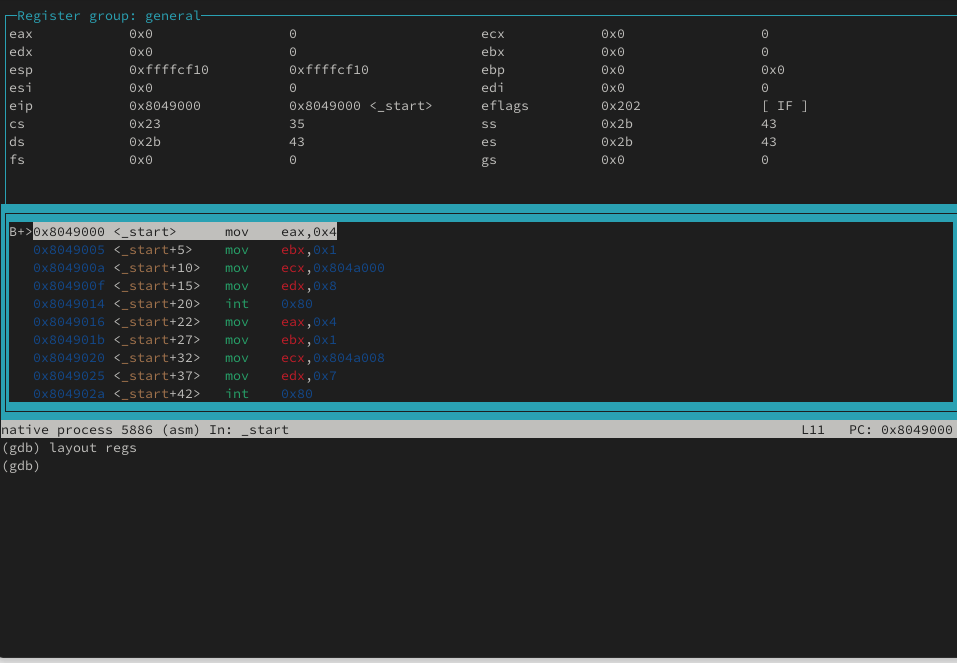 Register group: general
eax 0x0 0 ecx 0x0 0
edx 0x0 0 ebx 0x0 0
esp 0xffffcf10 0xffffcf10 ebp 0x0 0x0
esi 0x0 0 edi 0x0 0
eip 0x8049000 0x8049000 <_start> eflags 0x202 [ IF ]
cs 0x23 35 ss 0x2b 43
ds 0x2b 43 es 0x2b 43
fs 0x0 0 gs 0x0 0
B+>0x8049000 <_start> mov eax,0x4
0x8049005 <_start+5> mov ebx,0x1
0x804900a <_start+10> mov ecx,0x804a000
0x804900f <_start+15> mov edx,0x8
0x8049014 <_start+20> int 0x80
0x8049016 <_start+22> mov eax,0x4
0x804901b <_start+27> mov ebx,0x1
0x8049020 <_start+32> mov ecx,0x804a008
0x8049025 <_start+37> mov edx,0x7
0x804902a <_start+42> int 0x80
native process 5886 (asm) In: _start L11 PC: 0x8049000
(gdb) layout regs
(gdb)